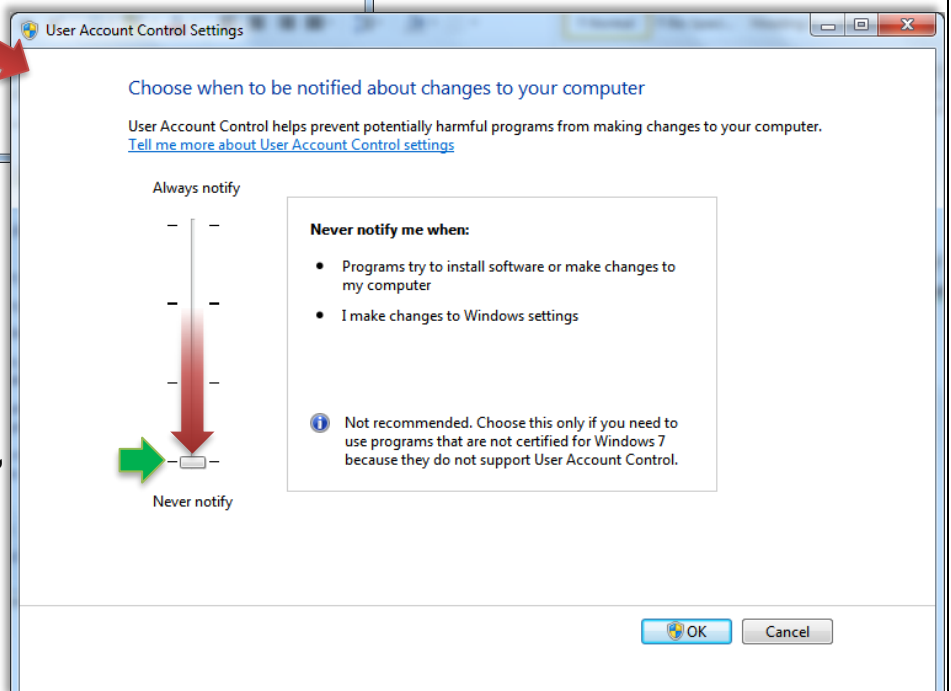 User Account Control Settings
Choose when to be notified about changes to your computer
User Account Control helps prevent potentially harmful programs from making changes to your computer.
Tell me more about User Account Control settings
Always notify
Never notify me when:
• Programs try to install software or make changes to
my computer
• I make changes to Windows settings
Not recommended. Choose this only if you need to
use programs that are not certified for Windows 7
because they do not support User Account Control.
Never notify
OK
Cancel